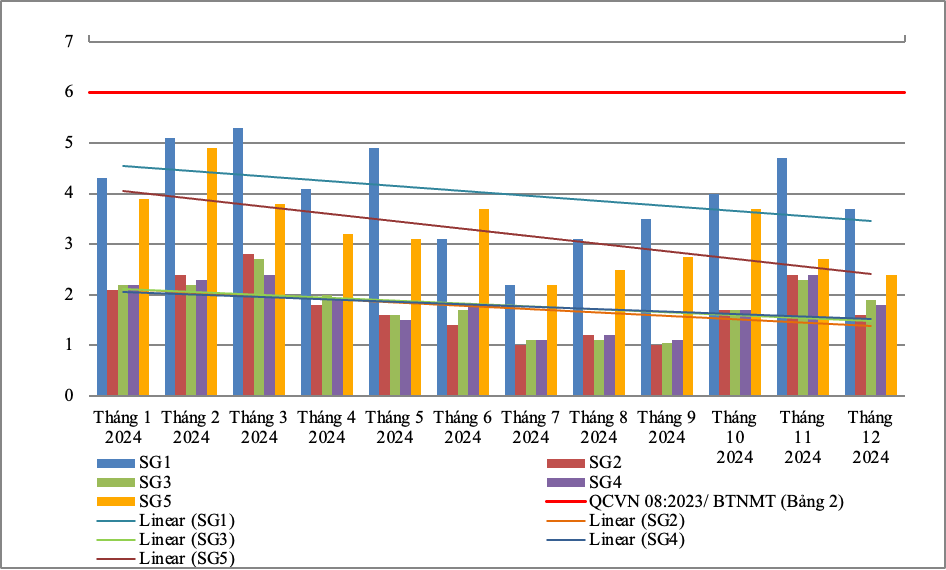 7
6
5
4
3
2
1
0
Tháng 1 2024
Tháng 2 2024
Tháng 3 2024
Tháng 4 2024
Tháng 5 2024
Tháng 6 2024
Tháng 7 2024
Tháng 8 2024
Tháng 9 2024
Tháng 10 2024
Tháng 11 2024
Tháng 12 2024
SG1
SG2
SG3
SG4
SG5
QCVN 08:2023/ BTNMT (Bảng 2)
Linear (SG1)
Linear (SG2)
Linear (SG3)
Linear (SG4)
Linear (SG5)